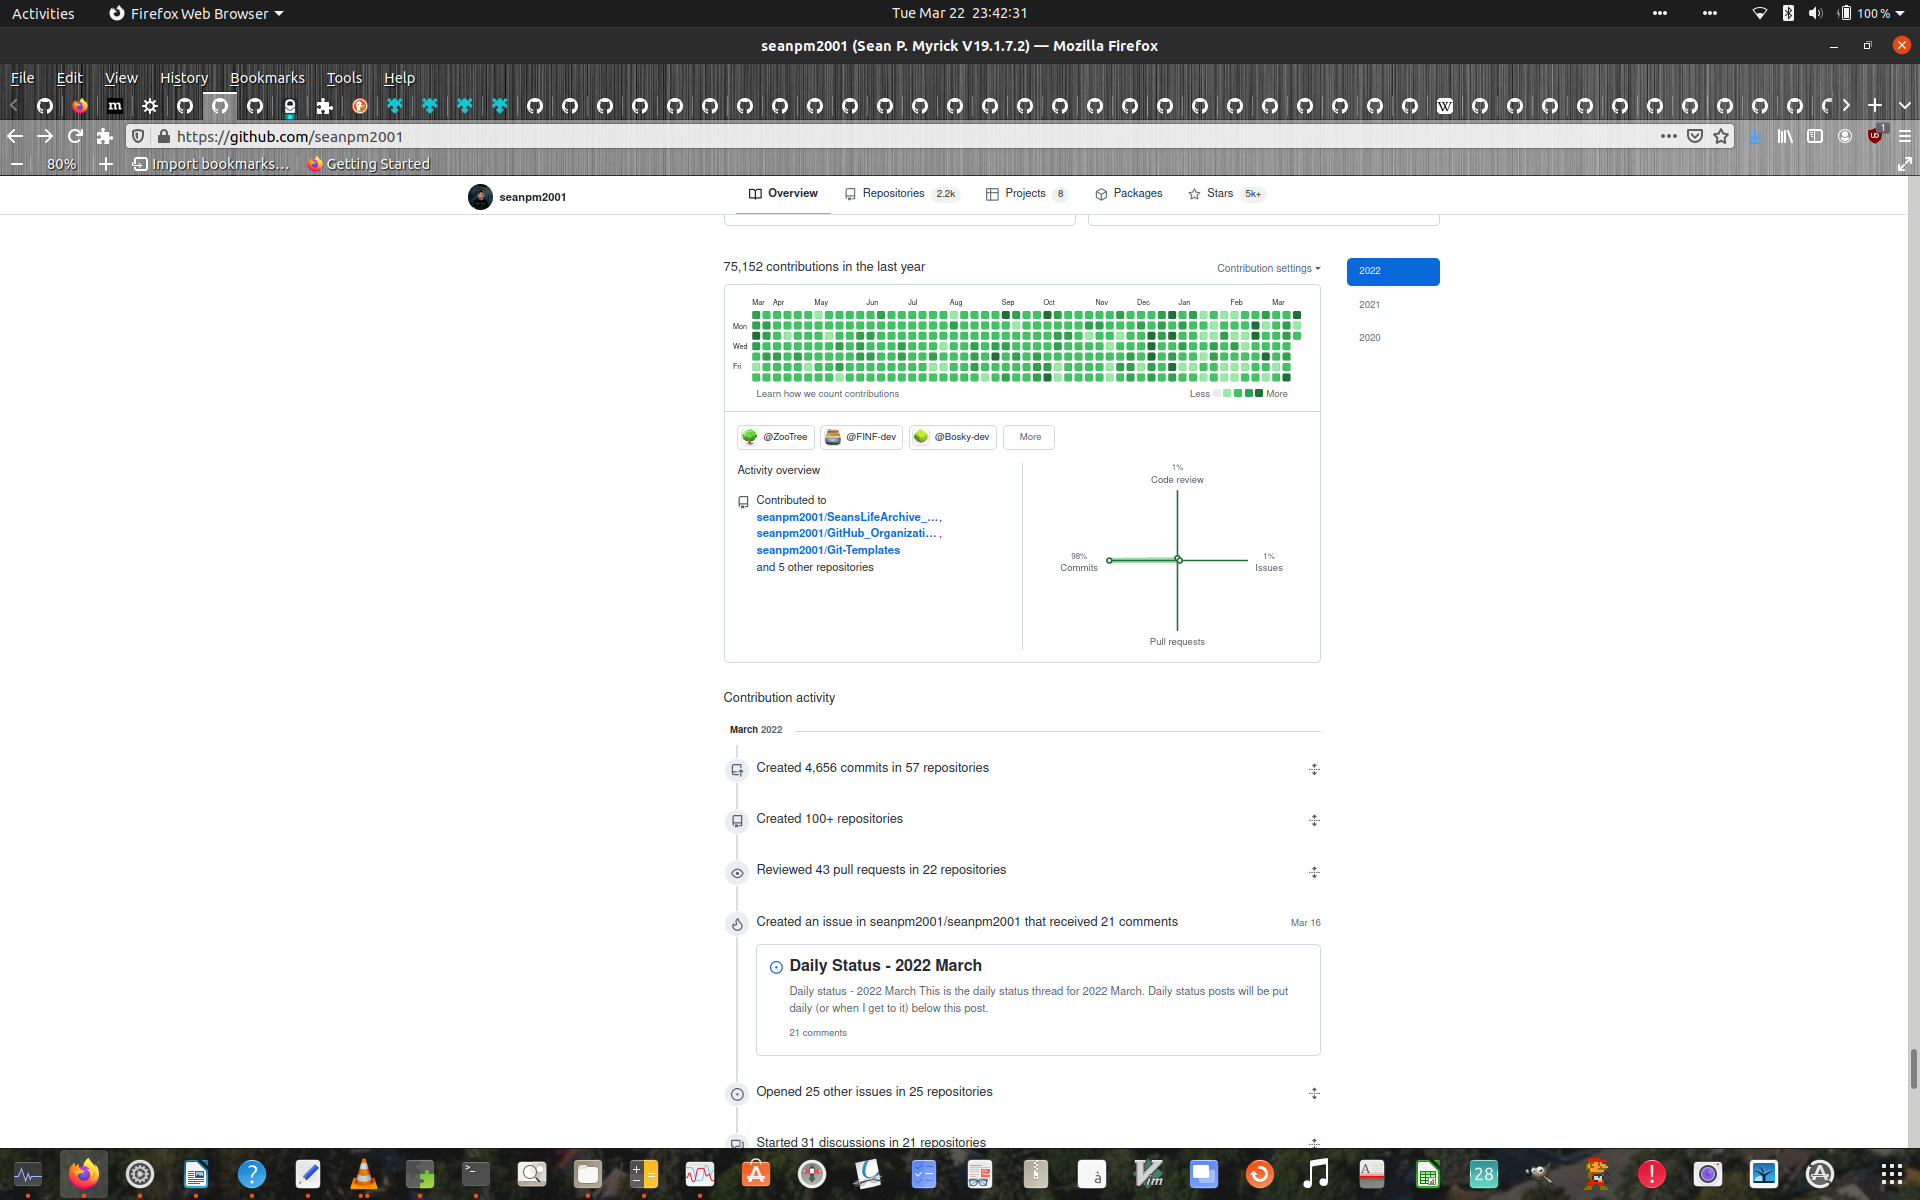 Activities
Firefox Web Browser
Tue Mar 22 23:42:31
100 %
seanpm2001 (Sean P. Myrick V19.1.7.2) — Mozilla Firefox
File Edit View History Bookmarks Tools Help
https://github.com/seanpm2001
1
80%
Import bookmarks...
Getting Started
seanpm2001
Overview
Repositories 2.2k
Projects 8
Packages
Stars 5k+
75,152 contributions in the last year
Contribution settings
2022
2021
2020
Mar Apr May Jun Jul Aug Sep Oct Nov Dec Jan Feb Mar
Mon
Wed
Fri
Learn how we count contributions
Less
More
@ZooTree
@FINF-dev
@Bosky-dev
More
Activity overview
Contributed to
seanpm2001/SeansLifeArchive_... ,
seanpm2001/GitHub_Organizati... ,
seanpm2001/Git-Templates
and 5 other repositories
1%
Code review
98%
Commits
1%
Issues
Pull requests
Contribution activity
March 2022
Created 4,656 commits in 57 repositories
Created 100+ repositories
Reviewed 43 pull requests in 22 repositories
Created an issue in seanpm2001/seanpm2001 that received 21 comments
Mar 16
Daily Status - 2022 March
Daily status - 2022 March This is the daily status thread for 2022 March. Daily status posts will be put
daily (or when I get to it) below this post.
21 comments
Opened 25 other issues in 25 repositories
Started 31 discussions in 21 repositories
28